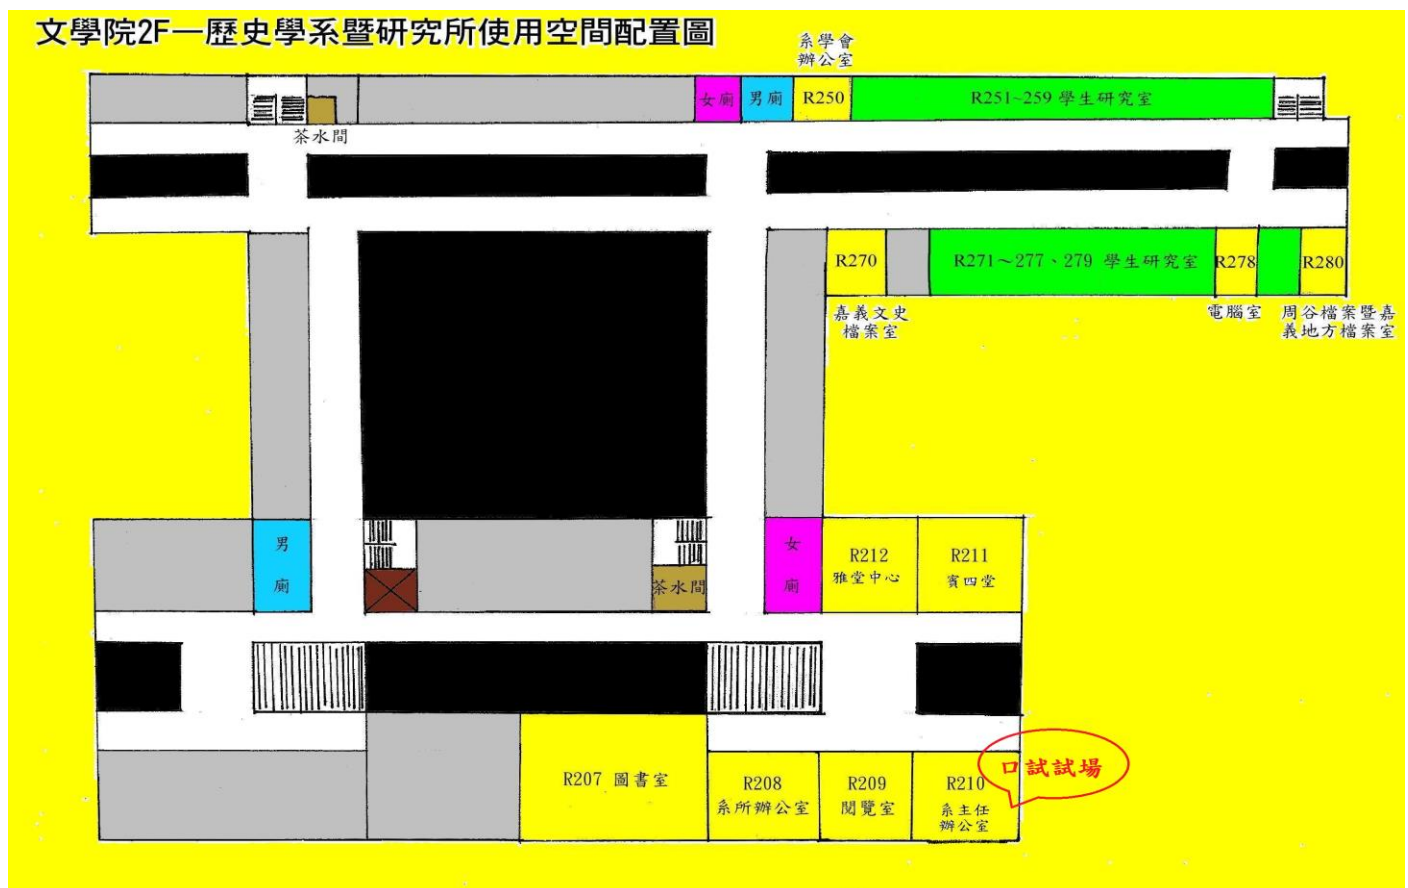 文學院2F—歷史學系暨研究所使用空間配置圖
系學會
辦公室
女廁
男廁
R250
R251~259 學生研究室
茶水間
R270
R271～277、279 學生研究室
R278
R280
嘉義文史
檔案室
電腦室
周谷檔案暨嘉
義地方檔案室
男
廁
茶水間
女
廁
R212
雅堂中心
R211
賓四堂
R207 圖書室
R208
系所辦公室
R209
閱覽室
R210
系主任
辦公室
口試試場